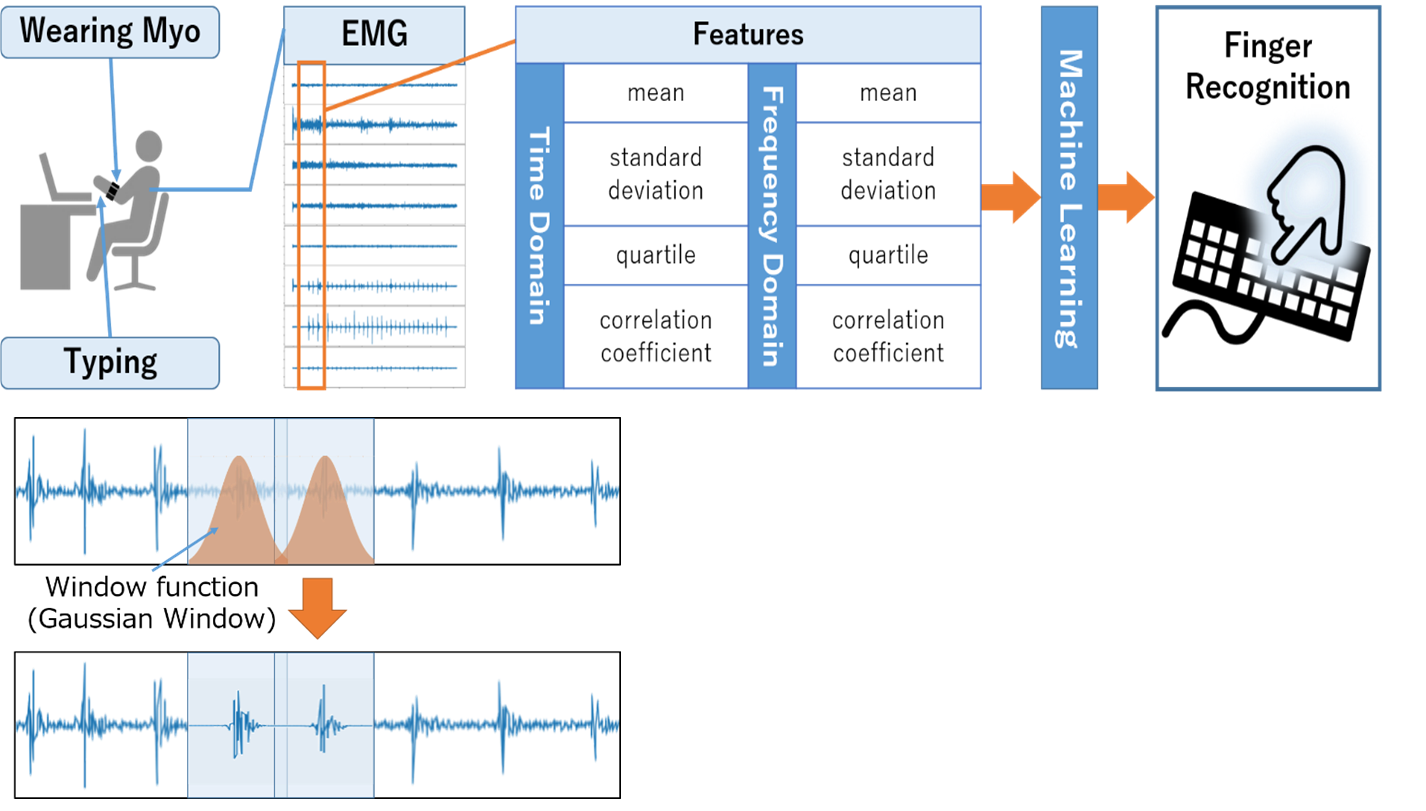 Wearing Myo
Typing
EMG
Features
Time Domain
mean
standard
deviation
quartile
correlation
coefficient
Frequency Domain
mean
standard
deviation
quartile
correlation
coefficient
Machine Learning
Finger
Recognition
Window function
(Gaussian Window)